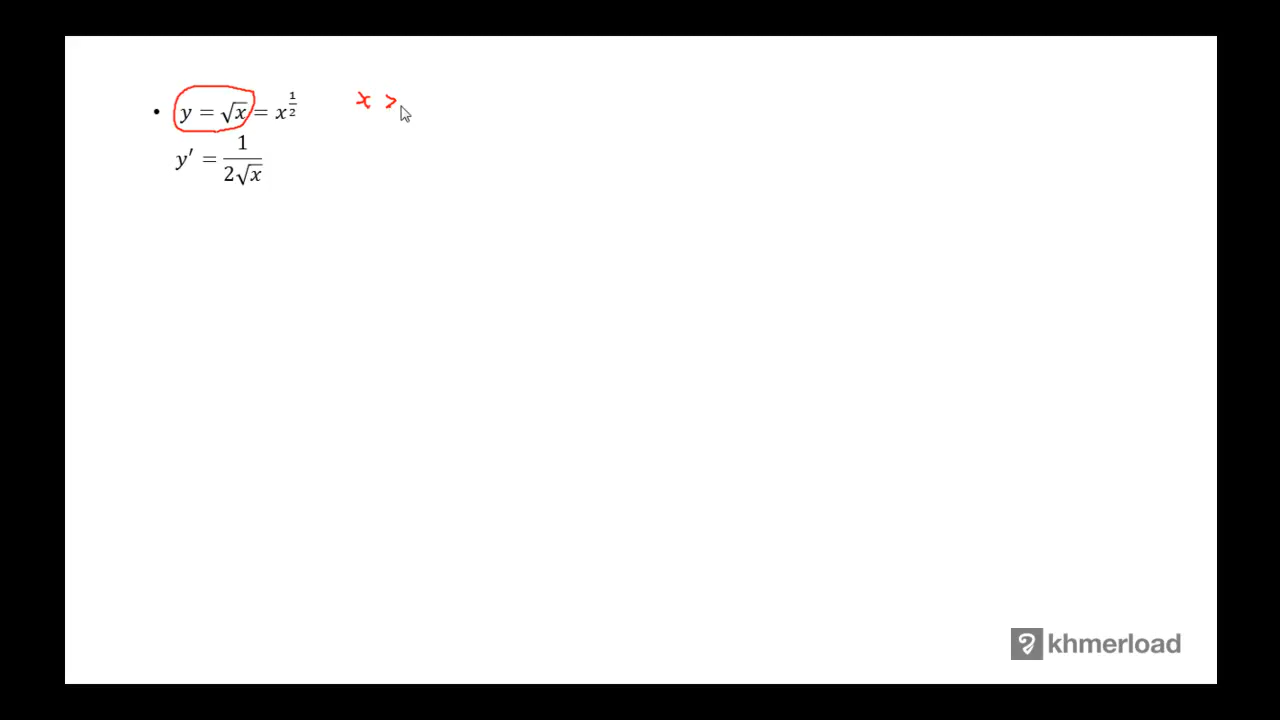 • y = √x = x^{1/2} x >
y′ = 1/(2√x)
khmerload